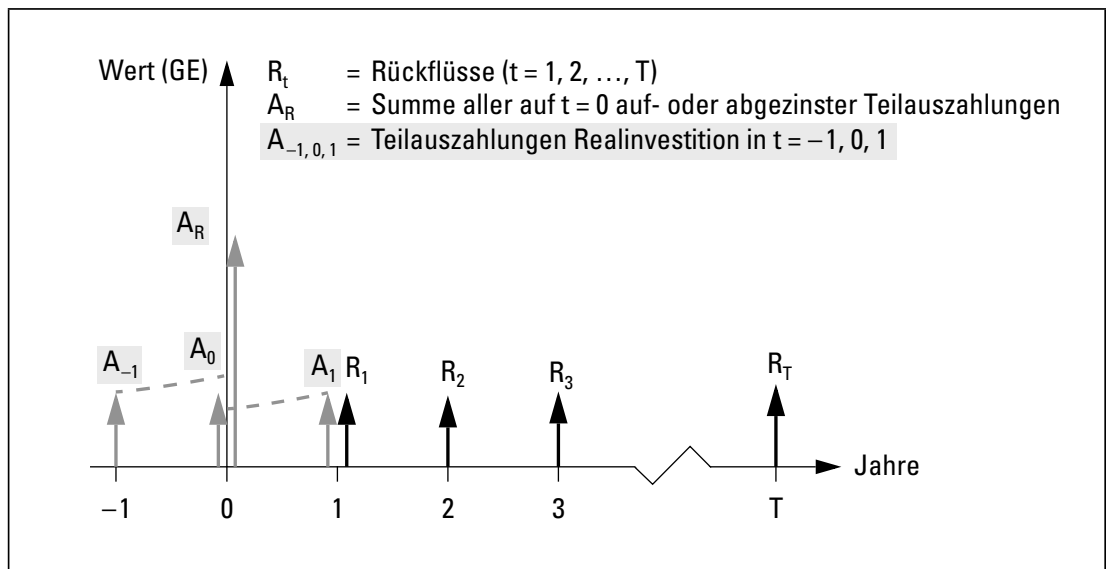 Wert (GE)
R_t = Rückflüsse (t = 1, 2, …, T)
A_R = Summe aller auf t = 0 auf- oder abgezinster Teilauszahlungen
A_{–1, 0, 1} = Teilauszahlungen Realinvestition in t = –1, 0, 1
A_R
A_{–1} A_0 A_1 R_1 R_2 R_3 R_T
Jahre
–1 0 1 2 3 T